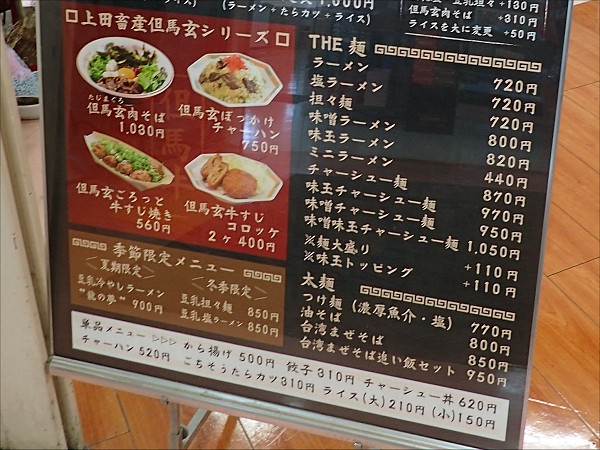 1,000円
(ラーメン+たらカツ+ライス)
+130円
但馬玄肉そば +310円
ライスを大に変更 +50円
□上田畜産但馬玄シリーズ□
たじまぐろ
但馬玄肉そば
1,030円
但馬玄ぼっかけ
チャーハン
750円
但馬玄ごろっと
牛すじ焼き
560円
但馬玄牛すじ
コロッケ
2ヶ 400円
季節限定メニュー
<夏期限定>
豆乳冷やしラーメン
"龍の夢" 900円
<冬季限定>
豆乳担々麺 850円
豆乳塩ラーメン 850円
THE 麺
ラーメン 720円
塩ラーメン 720円
担々麺 720円
味噌ラーメン 800円
味玉ラーメン 820円
ミニラーメン 440円
チャーシュー麺 870円
味玉チャーシュー麺 970円
味噌チャーシュー麺 950円
味噌味玉チャーシュー麺 1,050円
※麺大盛り +110円
※味玉トッピング +110円
太麺
つけ麺(濃厚魚介・塩) 770円
油そば 800円
台湾まぜそば 850円
台湾まぜそば追い飯セット 950円
単品メニュー ▷▷▷ から揚げ 500円 餃子 310円 チャーシュー丼 620円
チャーハン 520円 ごちそうたらカツ 310円 ライス(大)210円(小)150円